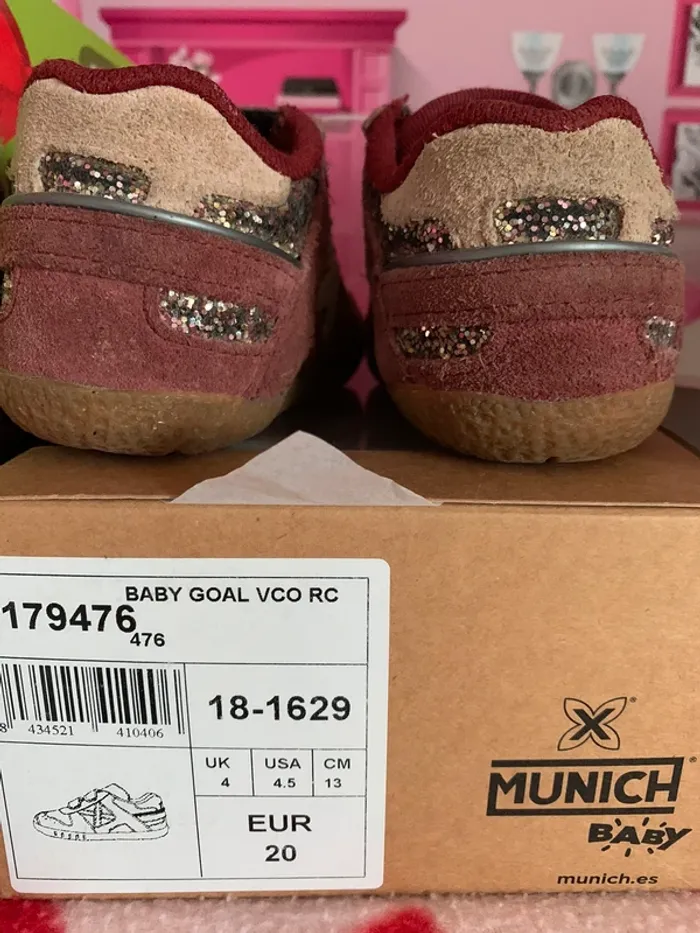 BABY GOAL VCO RC
179476
476
8 434521 410406
18-1629
UK USA CM
4 4.5 13
EUR
20
X®
MUNICH®
BABY
munich.es